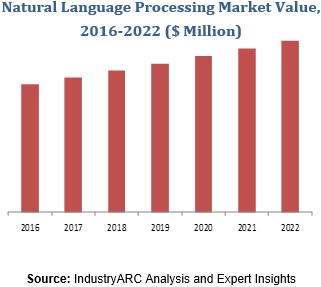 Natural Language Processing Market Value,
2016-2022 ($ Million)
2016 2017 2018 2019 2020 2021 2022
Source: IndustryARC Analysis and Expert Insights